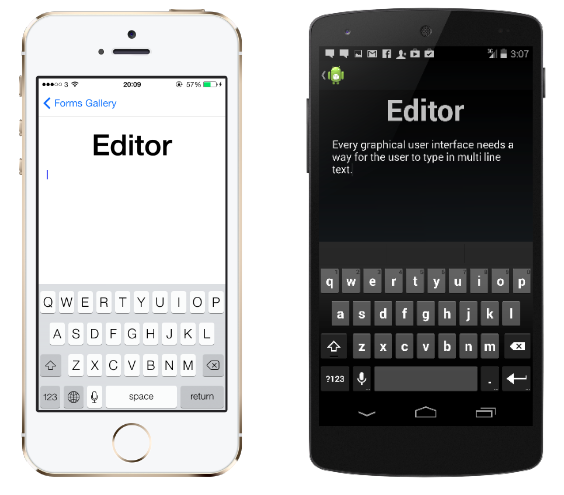 3 20:09 57%
Forms Gallery
Editor
Q W E R T Y U I O P
A S D F G H J K L
Z X C V B N M
123 space return
3:07
Editor
Every graphical user interface needs a
way for the user to type in multi line
text.
q w e r t y u i o p
a s d f g h j k l
z x c v b n m
?123 .